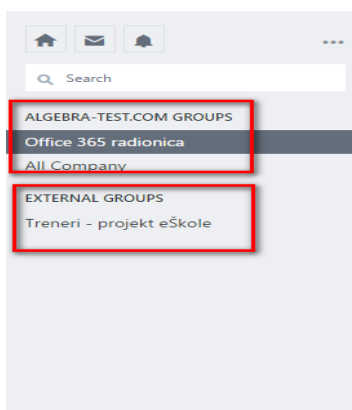 Search
ALGEBRA-TEST.COM GROUPS
Office 365 radionica
All Company
EXTERNAL GROUPS
Treneri - projekt eŠkole